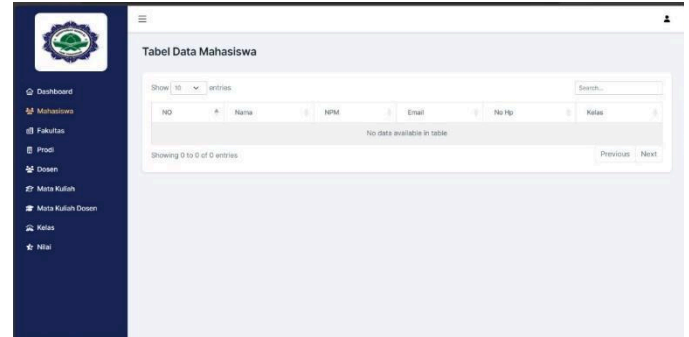 Tabel Data Mahasiswa
Dashboard
Mahasiswa
Fakultas
Prodi
Dosen
Mata Kuliah
Mata Kuliah Dosen
Kelas
Nilai
Show 10 entries
Search...
NO Nama NPM Email No Hp Kelas
No data available in table
Showing 0 to 0 of 0 entries
Previous Next